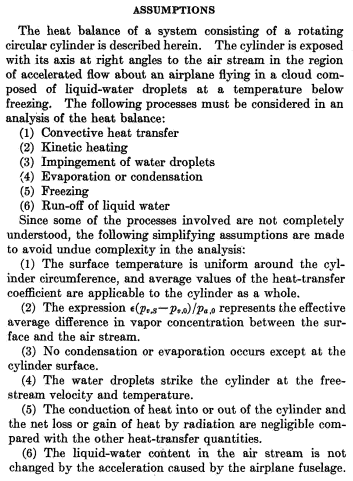 ASSUMPTIONS
The heat balance of a system consisting of a rotating
circular cylinder is described herein. The cylinder is exposed
with its axis at right angles to the air stream in the region
of accelerated flow about an airplane flying in a cloud com-
posed of liquid-water droplets at a temperature below
freezing. The following processes must be considered in an
analysis of the heat balance:
(1) Convective heat transfer
(2) Kinetic heating
(3) Impingement of water droplets
(4) Evaporation or condensation
(5) Freezing
(6) Run-off of liquid water
Since some of the processes involved are not completely
understood, the following simplifying assumptions are made
to avoid undue complexity in the analysis:
(1) The surface temperature is uniform around the cyl-
inder circumference, and average values of the heat-transfer
coefficient are applicable to the cylinder as a whole.
(2) The expression ϵ(pᵥ,S−pᵥ,₀)/pₐ,₀ represents the effective
average difference in vapor concentration between the sur-
face and the air stream.
(3) No condensation or evaporation occurs except at the
cylinder surface.
(4) The water droplets strike the cylinder at the free-
stream velocity and temperature.
(5) The conduction of heat into or out of the cylinder and
the net loss or gain of heat by radiation are negligible com-
pared with the other heat-transfer quantities.
(6) The liquid-water content in the air stream is not
changed by the acceleration caused by the airplane fuselage.